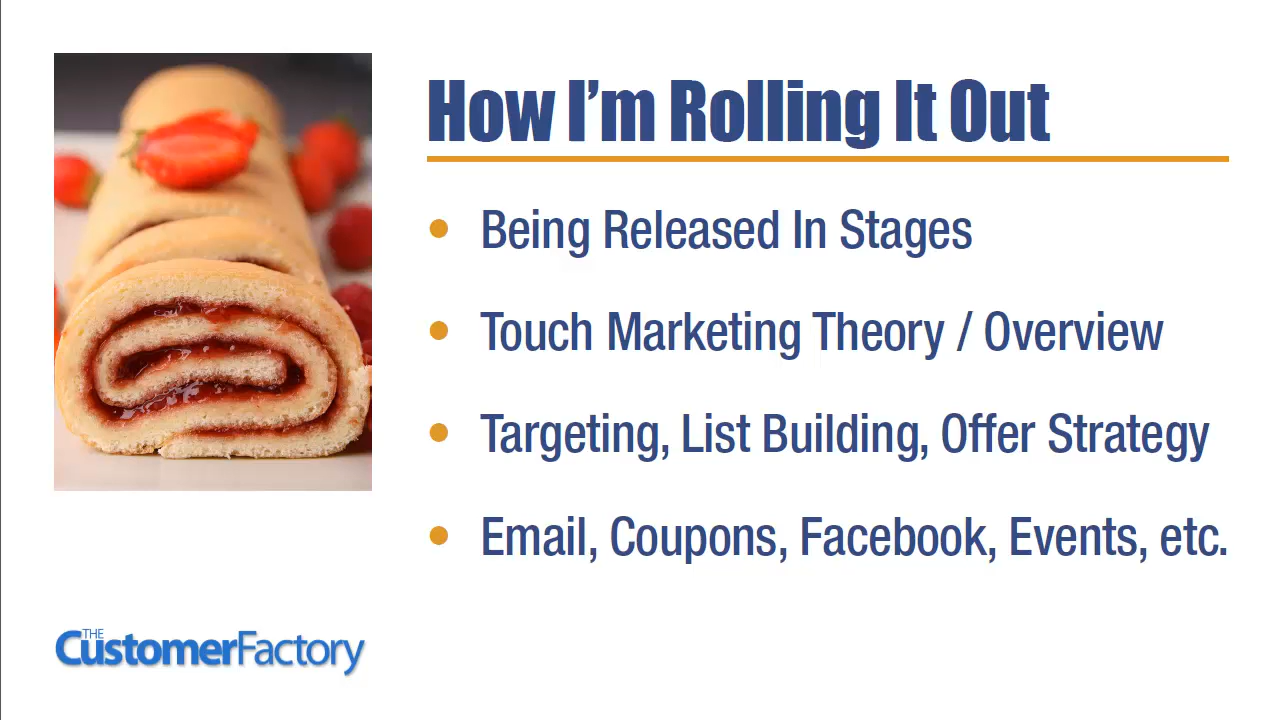 How I'm Rolling It Out
• Being Released In Stages
• Touch Marketing Theory / Overview
• Targeting, List Building, Offer Strategy
• Email, Coupons, Facebook, Events, etc.
THE
CustomerFactory